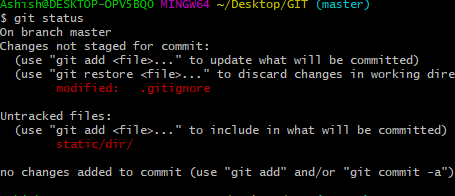 Ashish@DESKTOP-OPV5BQO MINGW64 ~/Desktop/GIT (master)
$ git status
On branch master
Changes not staged for commit:
  (use "git add <file>..." to update what will be committed)
  (use "git restore <file>..." to discard changes in working dire
        modified:   .gitignore

Untracked files:
  (use "git add <file>..." to include in what will be committed)
        static/dir/

no changes added to commit (use "git add" and/or "git commit -a")